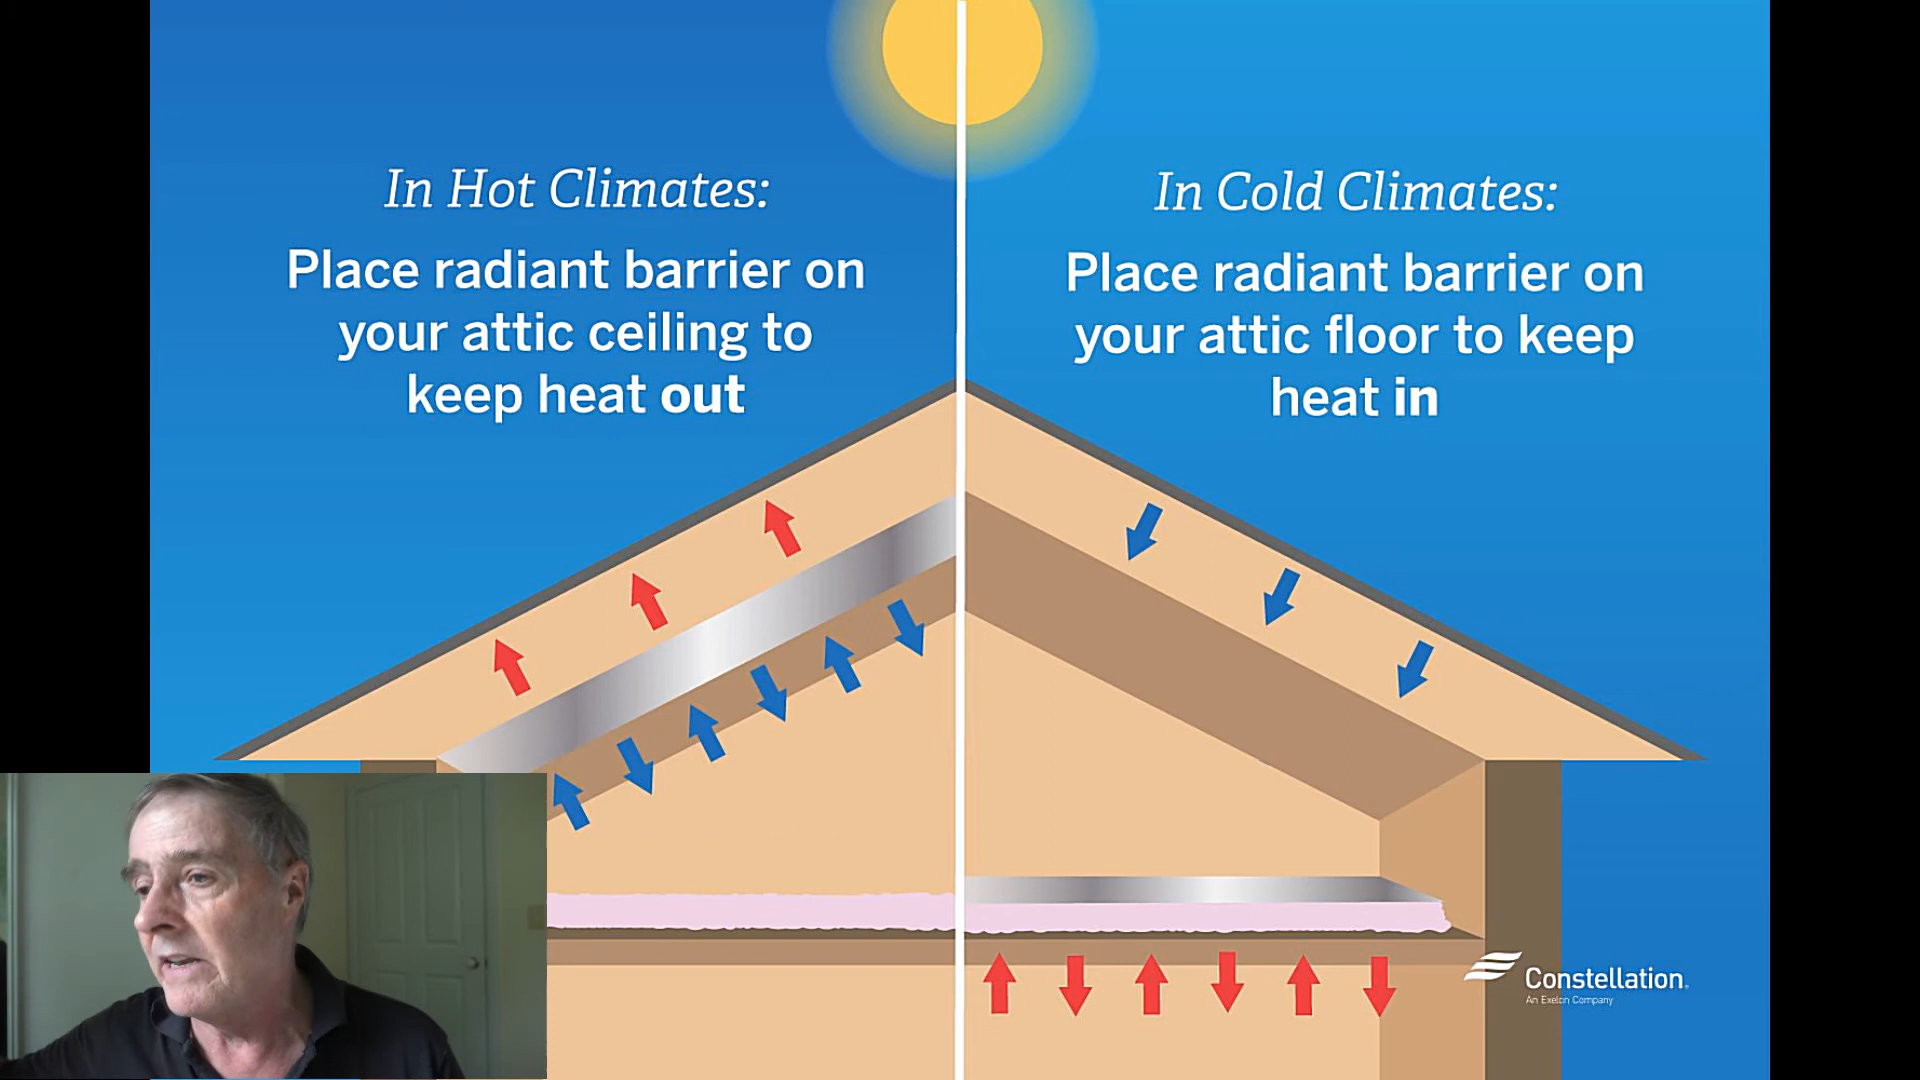 In Hot Climates:
Place radiant barrier on
your attic ceiling to
keep heat out
In Cold Climates:
Place radiant barrier on
your attic floor to keep
heat in
Constellation®
An Exelon Company